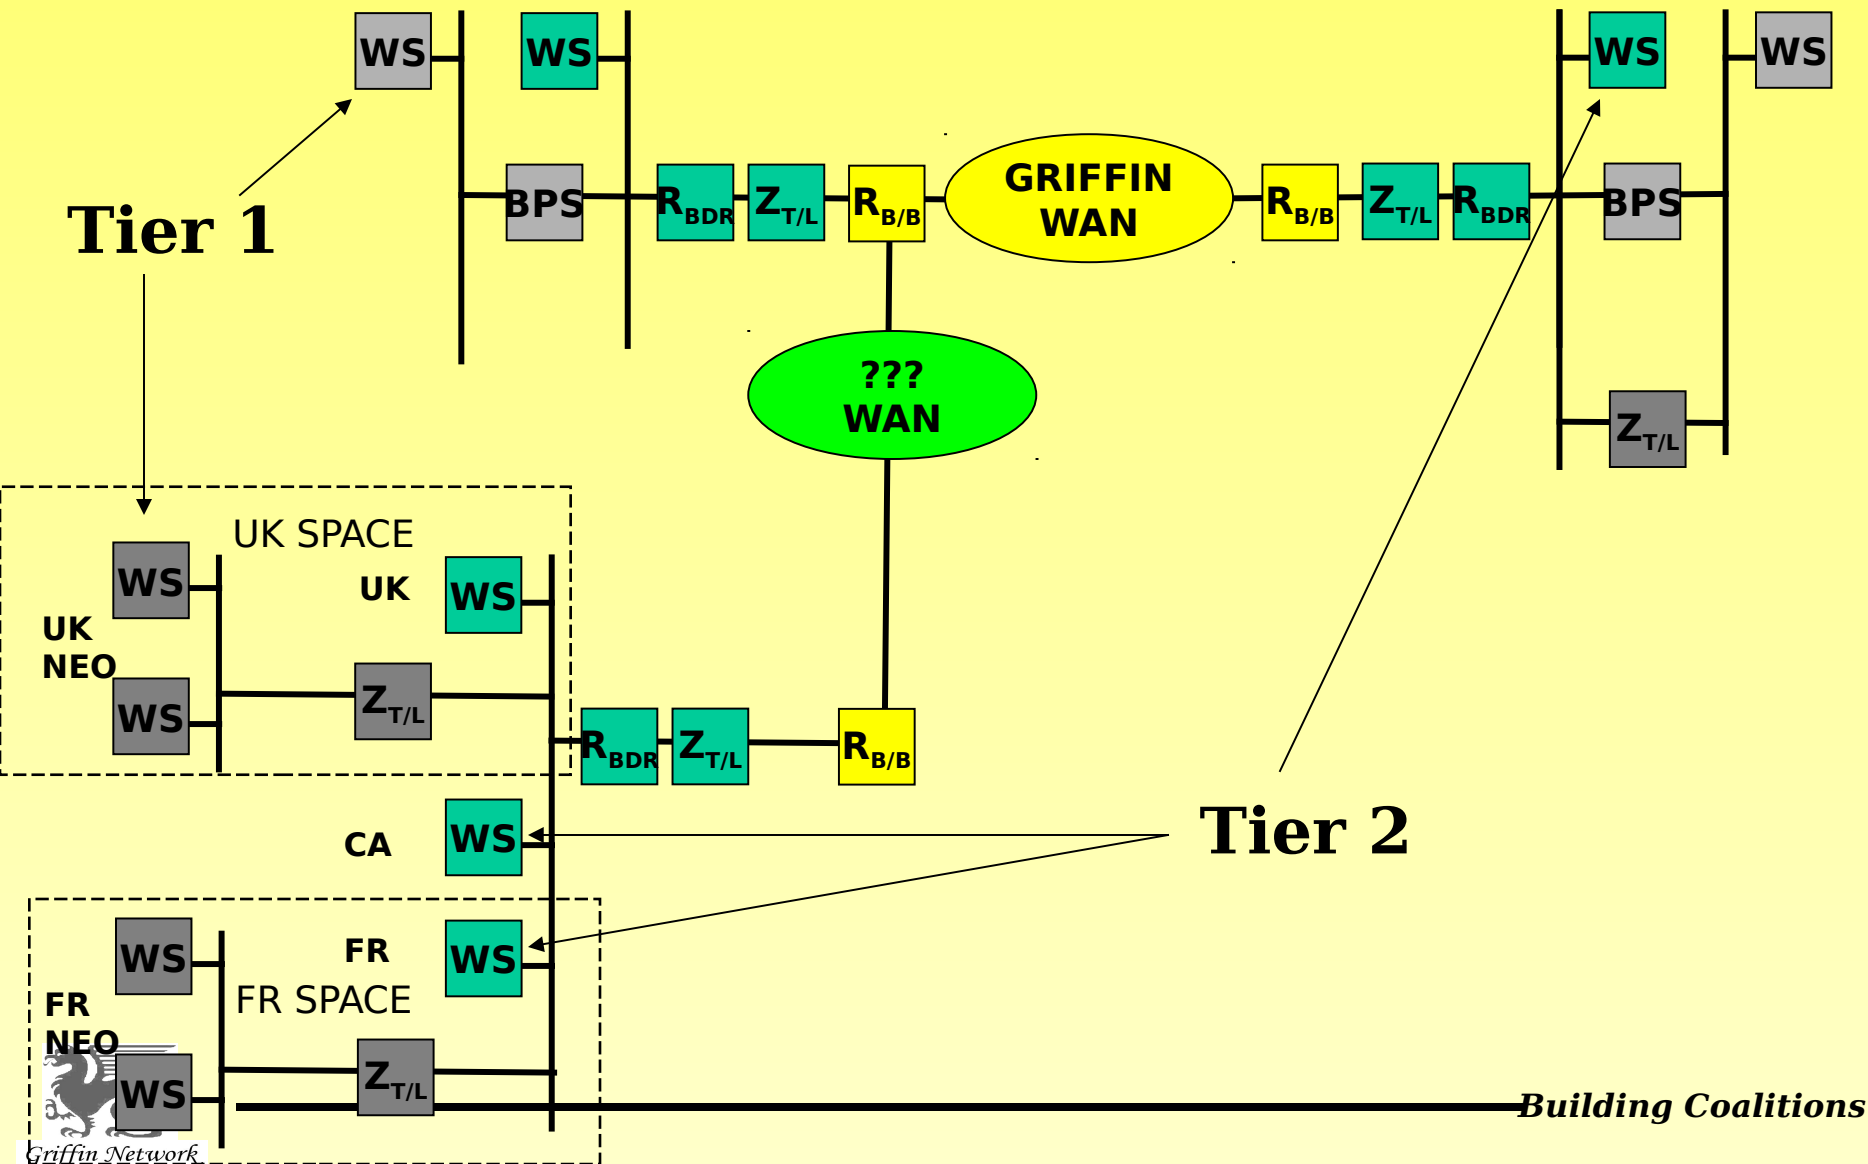 WS
WS
WS
WS
BPS
RBDR
ZT/L
RB/B
GRIFFIN
WAN
RB/B
ZT/L
RBDR
BPS
Tier 1
???
WAN
ZT/L
UK SPACE
WS
UK
WS
UK
NEO
WS
ZT/L
RBDR
ZT/L
RB/B
CA
WS
Tier 2
WS
FR
WS
FR SPACE
FR
NEO
WS
ZT/L
Building Coalitions
Griffin Network